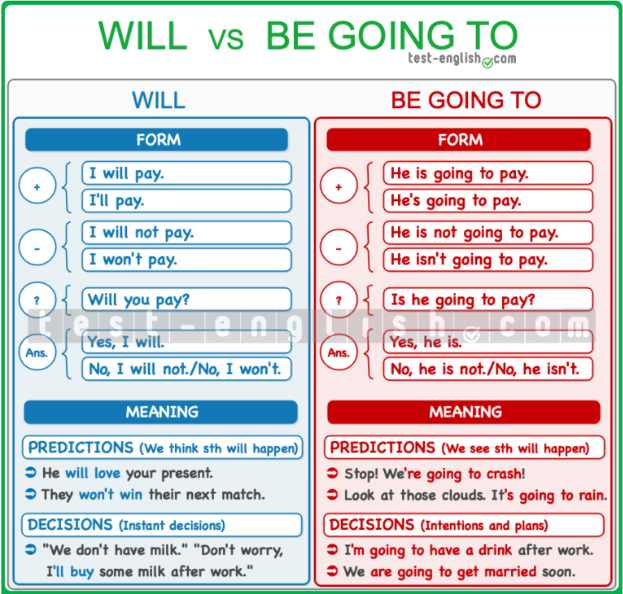 WILL vs BE GOING TO
test-english.com
WILL
FORM
+
I will pay.
I'll pay.
-
I will not pay.
I won't pay.
?
Will you pay?
Ans.
Yes, I will.
No, I will not./No, I won't.
MEANING
PREDICTIONS (We think sth will happen)
He will love your present.
They won't win their next match.
DECISIONS (Instant decisions)
"We don't have milk." "Don't worry,
I'll buy some milk after work."
BE GOING TO
FORM
+
He is going to pay.
He's going to pay.
-
He is not going to pay.
He isn't going to pay.
?
Is he going to pay?
Ans.
Yes, he is.
No, he is not./No, he isn't.
MEANING
PREDICTIONS (We see sth will happen)
Stop! We're going to crash!
Look at those clouds. It's going to rain.
DECISIONS (Intentions and plans)
I'm going to have a drink after work.
We are going to get married soon.
test-english.com